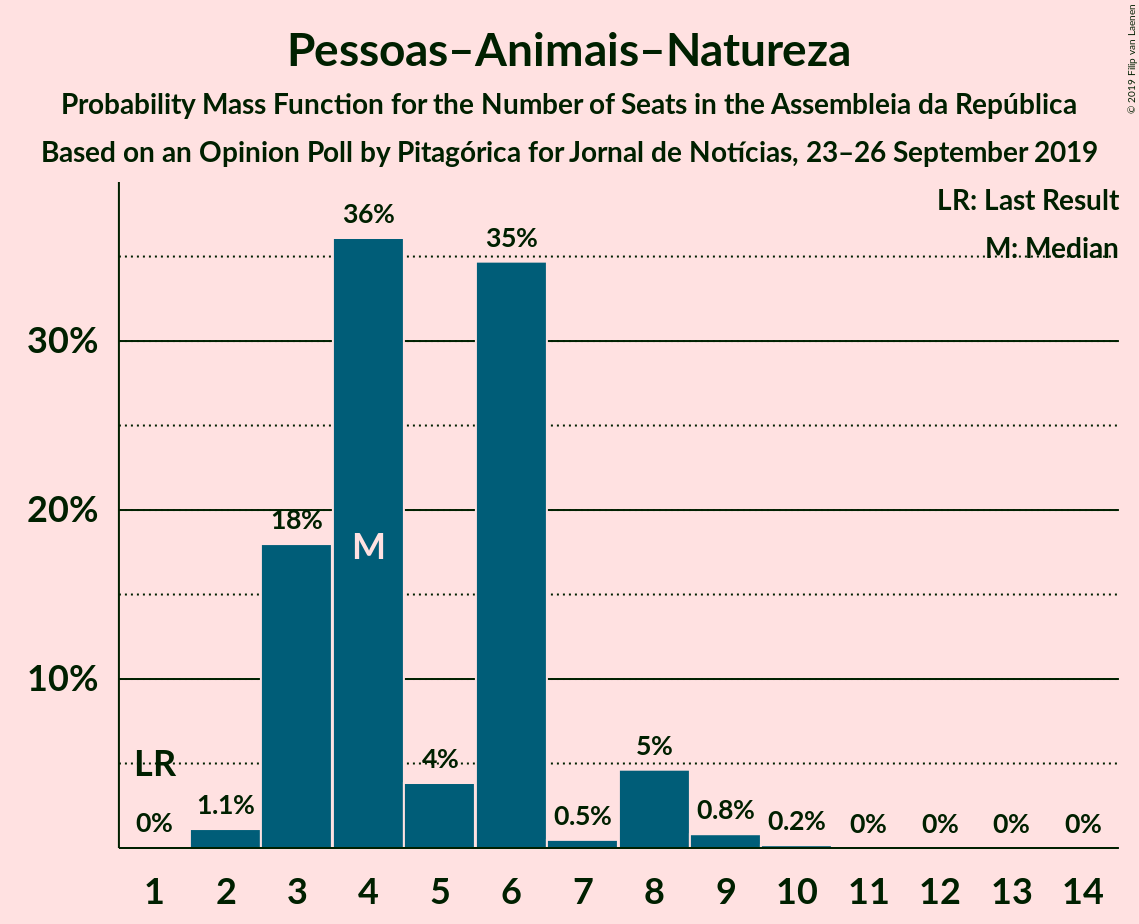 Pessoas–Animais–Natureza
Probability Mass Function for the Number of Seats in the Assembleia da República
Based on an Opinion Poll by Pitagórica for Jornal de Notícias, 23–26 September 2019
© 2019 Filip van Laenen
LR: Last Result
M: Median
36%
35%
30%
20%
18%
M
10%
LR
5%
4%
1.1%
0.8%
0.5%
0.2%
0%
0%
0%
0%
0%
1 2 3 4 5 6 7 8 9 10 11 12 13 14